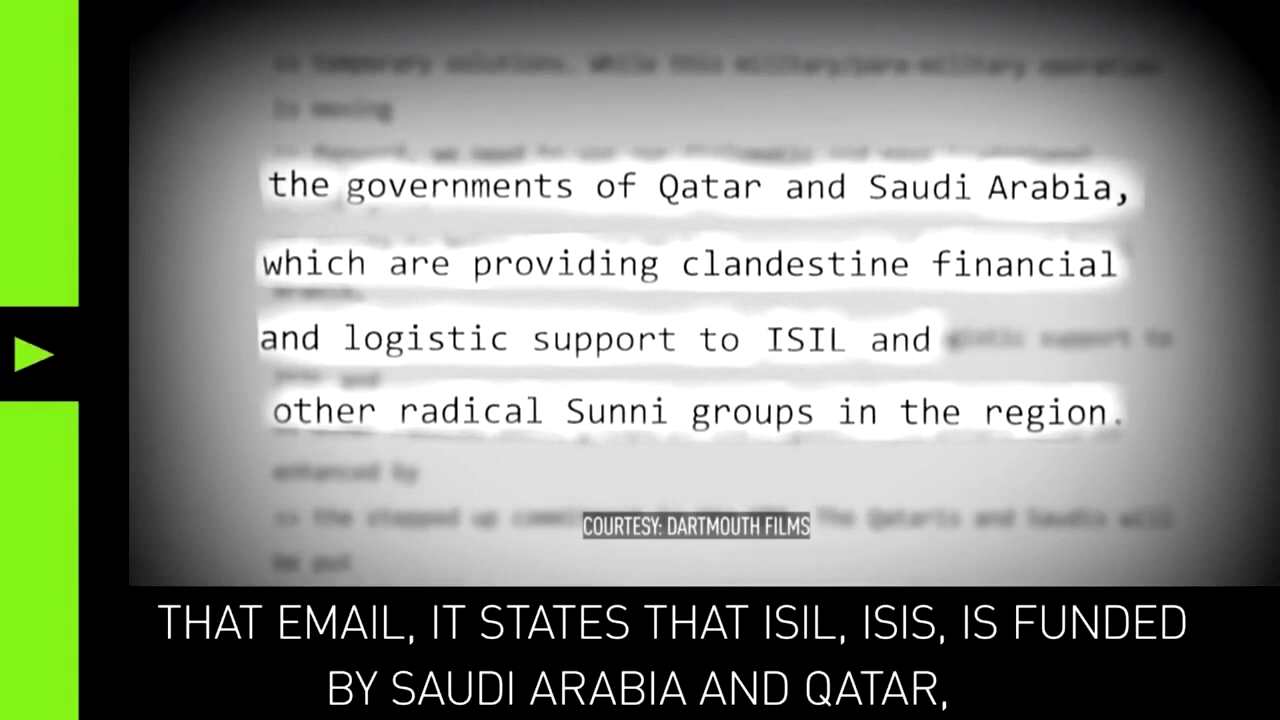 the governments of Qatar and Saudi Arabia,
which are providing clandestine financial
and logistic support to ISIL and
other radical Sunni groups in the region.
enhanced by
COURTESY: DARTMOUTH FILMS
THAT EMAIL, IT STATES THAT ISIL, ISIS, IS FUNDED
BY SAUDI ARABIA AND QATAR,